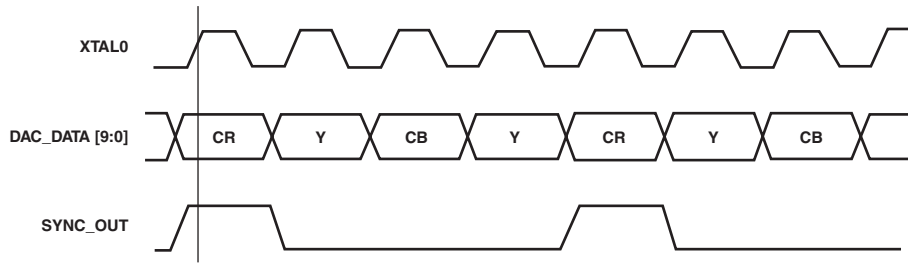 XTAL0
DAC_DATA [9:0] CR Y CB Y CR Y CB
SYNC_OUT